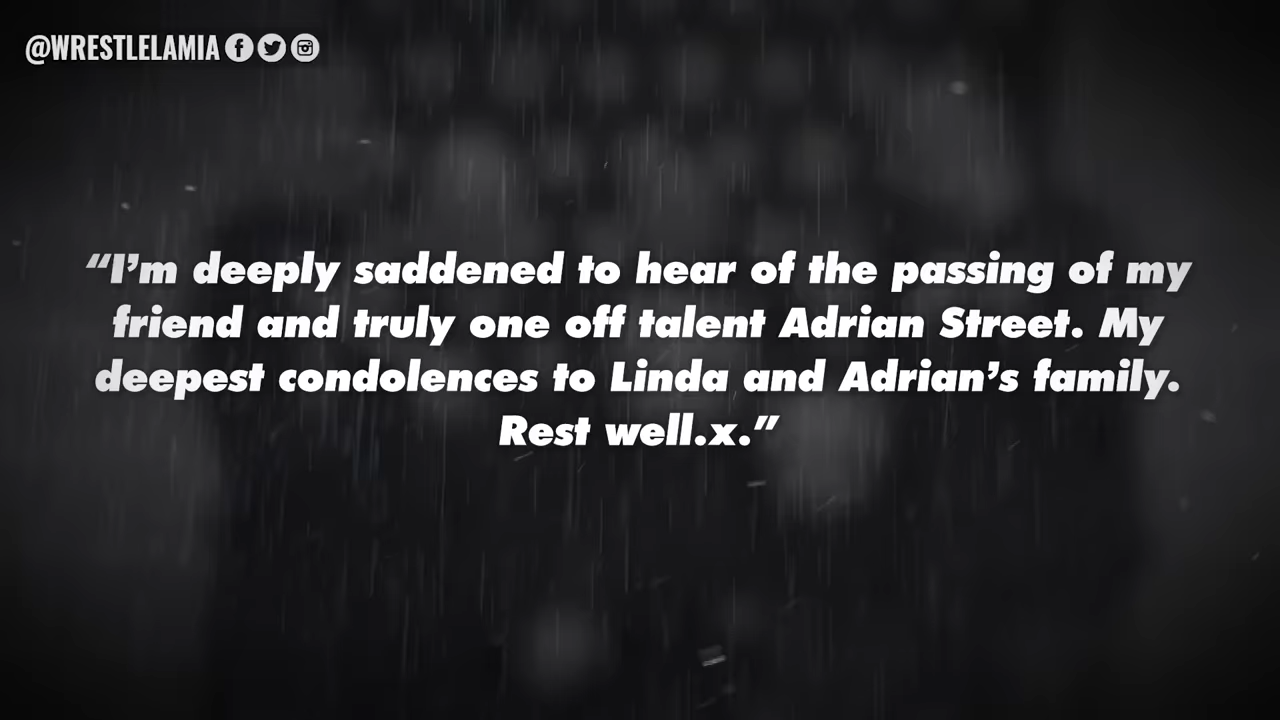 @WRESTLELAMIA
“I’m deeply saddened to hear of the passing of my
friend and truly one off talent Adrian Street. My
deepest condolences to Linda and Adrian’s family.
Rest well.x.”